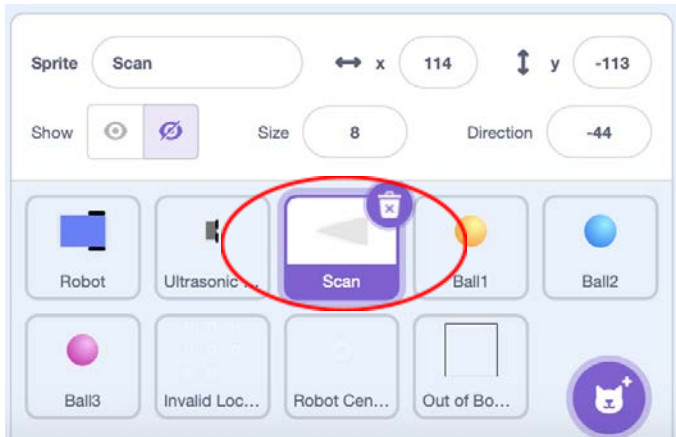 Sprite Scan x 114 y -113
Show Size 8 Direction -44
Robot Ultrasonic ... Scan Ball1 Ball2
Ball3 Invalid Loc... Robot Cen... Out of Bo...